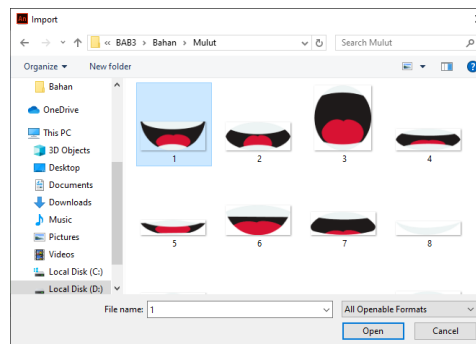 An Import
« BAB3 › Bahan › Mulut
Search Mulut
Organize
New folder
Bahan
OneDrive
This PC
3D Objects
Desktop
Documents
Downloads
Music
Pictures
Videos
Local Disk (C:)
Local Disk (D:)
1
2
3
4
5
6
7
8
File name: 1
All Openable Formats
Open
Cancel